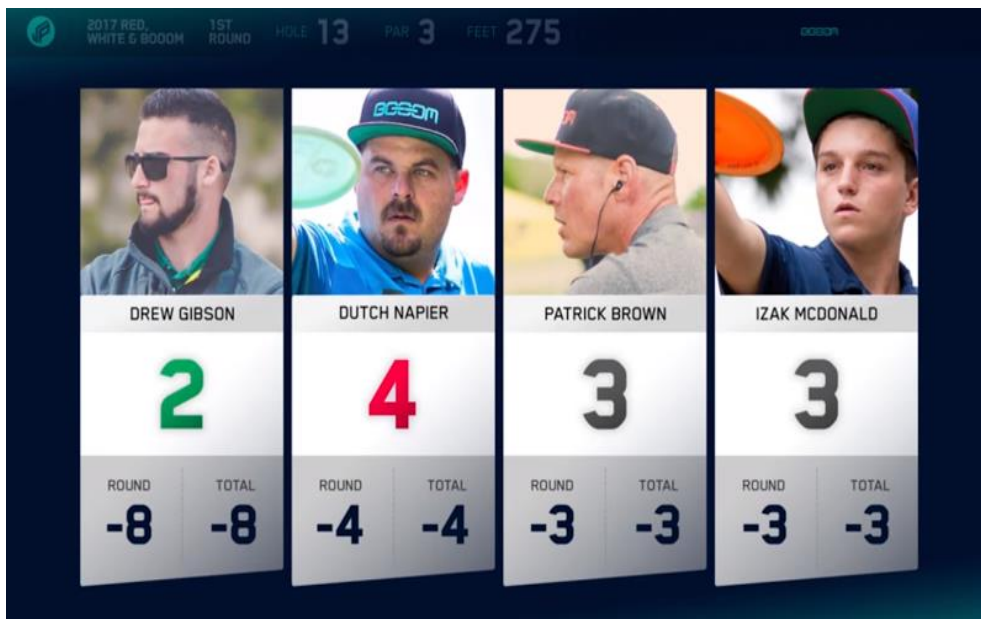 2017 RED,
WHITE & BOOOM
1ST
ROUND
HOLE 13
PAR 3
FEET 275
BOOOM
BOOOM
DREW GIBSON
DUTCH NAPIER
PATRICK BROWN
IZAK MCDONALD
2
4
3
3
ROUND TOTAL
-8 -8
ROUND TOTAL
-4 -4
ROUND TOTAL
-3 -3
ROUND TOTAL
-3 -3